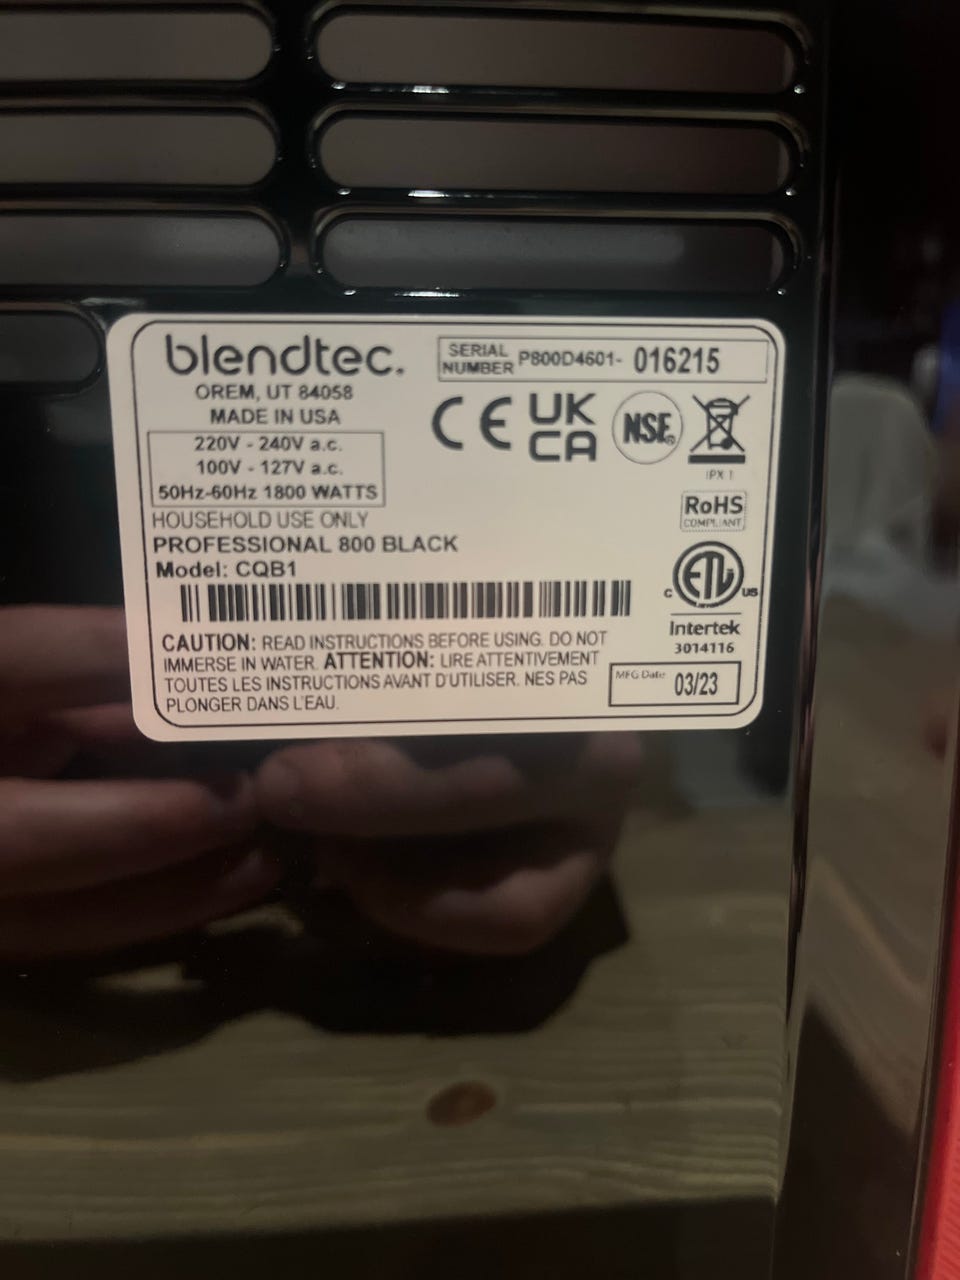 blendtec.
OREM, UT 84058
MADE IN USA
220V - 240V a.c.
100V - 127V a.c.
50Hz-60Hz 1800 WATTS
HOUSEHOLD USE ONLY
PROFESSIONAL 800 BLACK
Model: CQB1
SERIAL NUMBER P800D4601- 016215
CE UK CA NSF®
IPX 1
RoHS
COMPLIANT
C ETL US
Intertek
3014116
CAUTION: READ INSTRUCTIONS BEFORE USING. DO NOT
IMMERSE IN WATER. ATTENTION: LIRE ATTENTIVEMENT
TOUTES LES INSTRUCTIONS AVANT D'UTILISER. NES PAS
PLONGER DANS L'EAU.
MFG Date 03/23